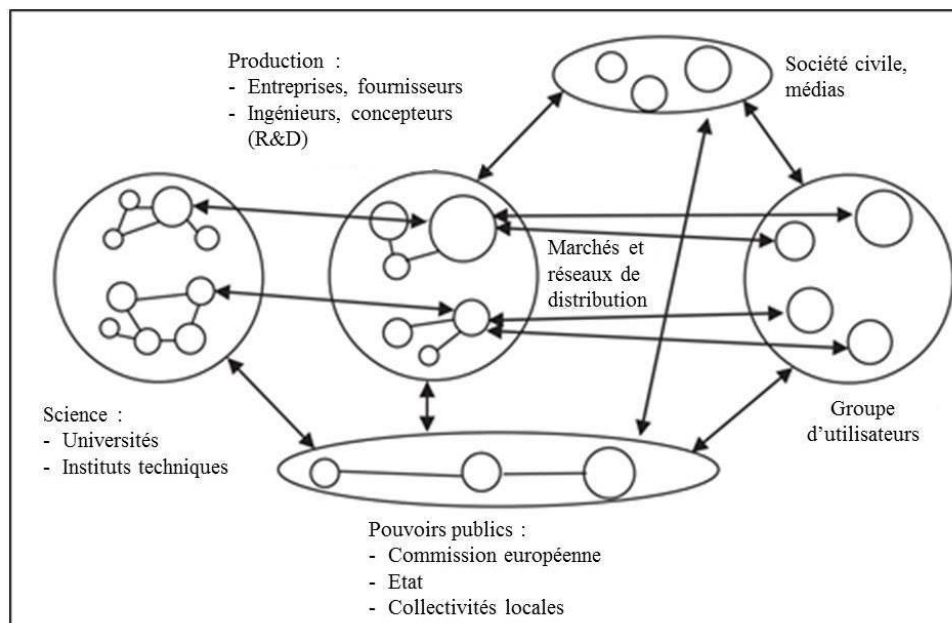 Production :
- Entreprises, fournisseurs
- Ingénieurs, concepteurs
(R&D)
Société civile,
médias
Marchés et
réseaux de
distribution
Science :
- Universités
- Instituts techniques
Groupe
d’utilisateurs
Pouvoirs publics :
- Commission européenne
- Etat
- Collectivités locales